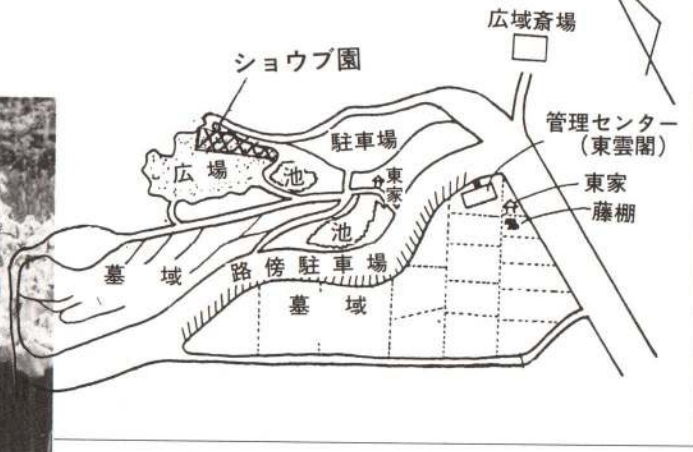 広域斎場
ショウブ園
駐車場
管理センター
(東雲閣)
広場
池
東家
東家
藤棚
池
墓域
路傍駐車場
墓域